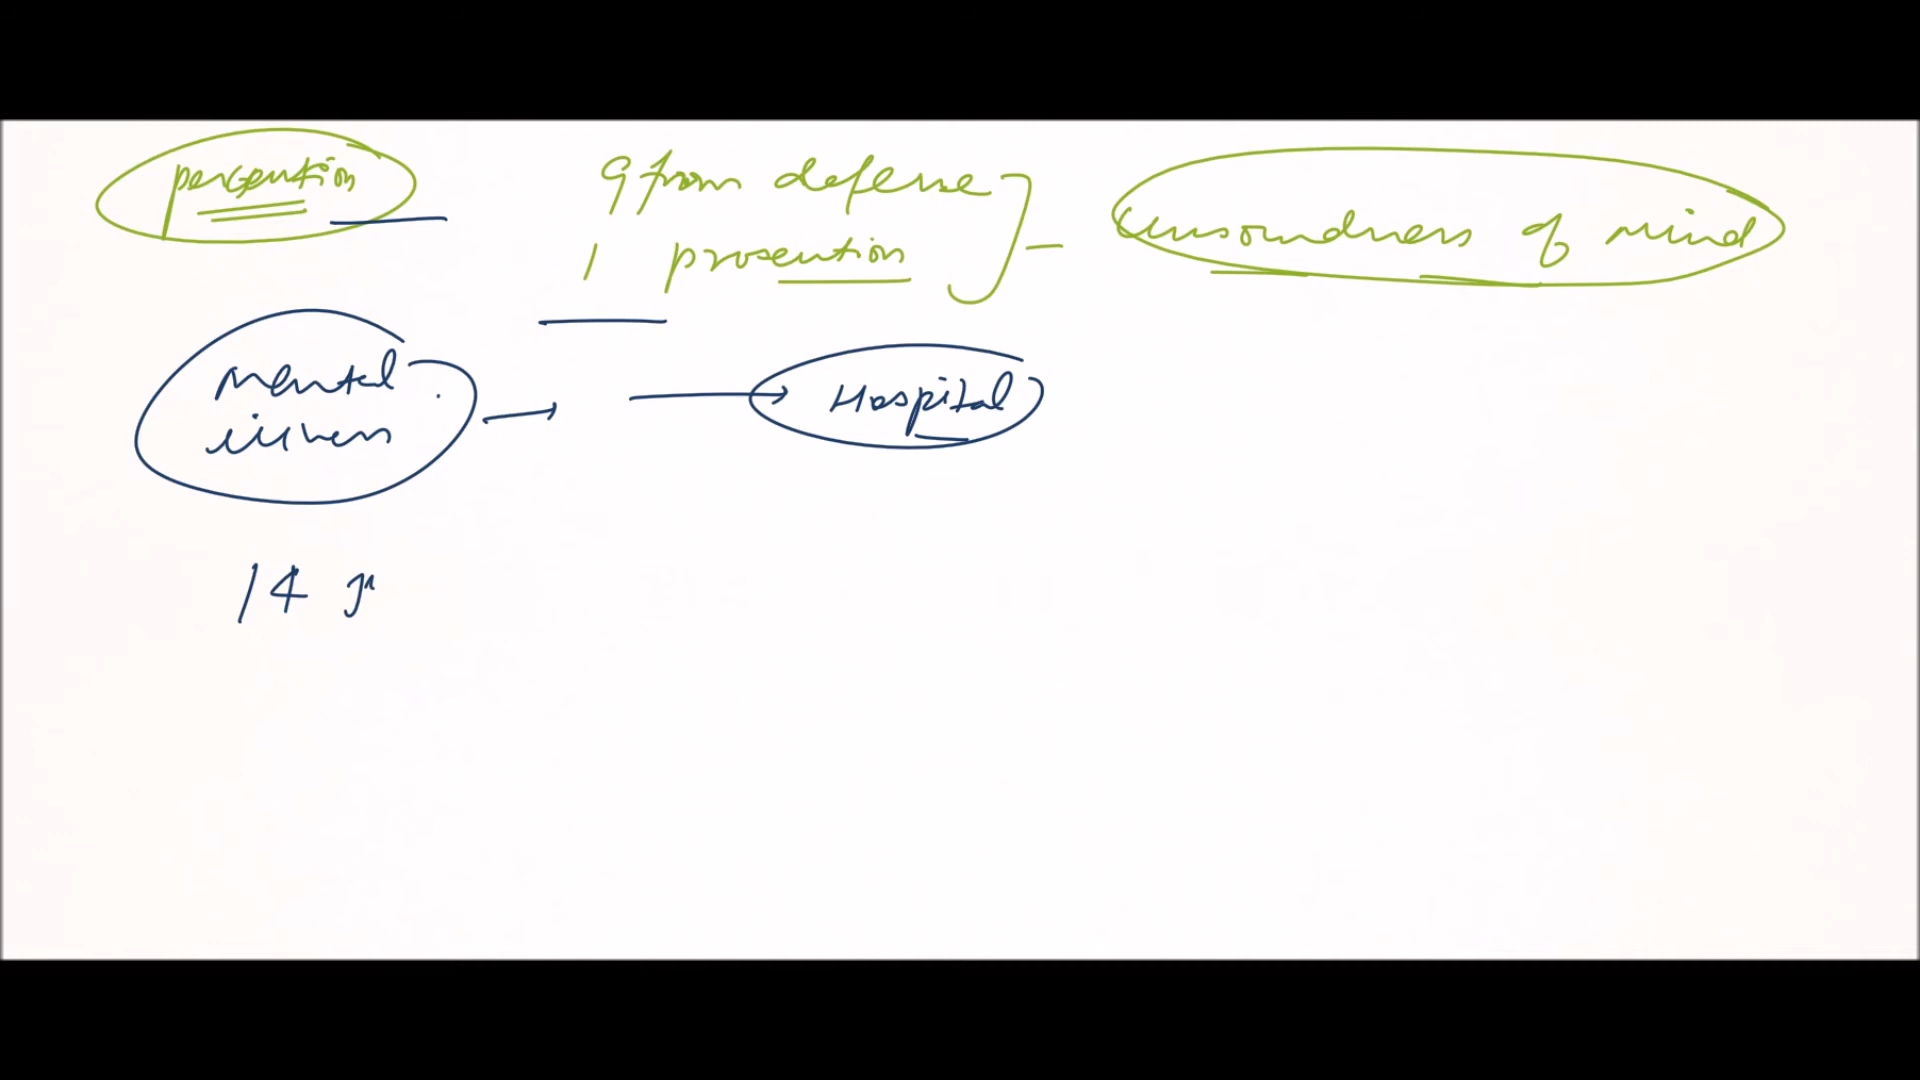 persecution
9 from defense
1 prosecution
unsoundness of mind
mental
illness
Hospital
14